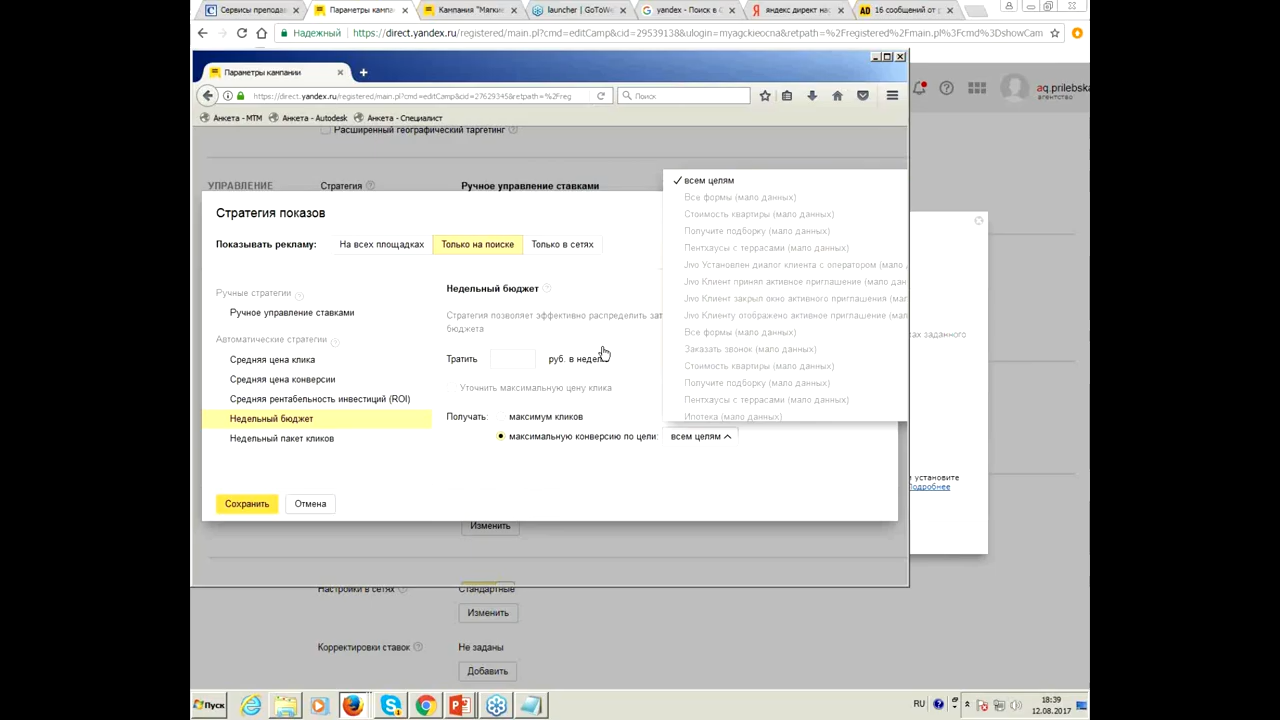 Сервисы преподав
Параметры кампани
Кампания "Мягкие
launcher | GoToWe
yandex - Поиск в G
яндекс директ нас
16 сообщений от р
Надежный
https://direct.yandex.ru/registered/main.pl?cmd=editCamp&cid=29539138&ulogin=myagckieocna&retpath=%2Fregistered%2Fmain.pl%3Fcmd%3DshowCam
Параметры кампании
https://direct.yandex.ru/registered/main.pl?cmd=editCamp&cid=27629345&retpath=%2Freg
Поиск
aq.prilebska
агентство
Анкета - МТМ
Анкета - Autodesk
Анкета - Специалист
Расширенный географический таргетинг
УПРАВЛЕНИЕ
Стратегия
Ручное управление ставками
Стратегия показов
Показывать рекламу:
На всех площадках
Только на поиске
Только в сетях
Ручные стратегии
Ручное управление ставками
Автоматические стратегии
Средняя цена клика
Средняя цена конверсии
Средняя рентабельность инвестиций (ROI)
Недельный бюджет
Недельный пакет кликов
Недельный бюджет
Стратегия позволяет эффективно распределить зат
бюджета
Тратить
руб. в недел
Уточнить максимальную цену клика
Получать:
максимум кликов
максимальную конверсию по цели:
всем целям
всем целям
Все формы (мало данных)
Стоимость квартиры (мало данных)
Получите подборку (мало данных)
Пентхаусы с террасами (мало данных)
Jivo Установлен диалог клиента с оператором (мало
Jivo Клиент принял активное приглашение (мало дан
Jivo Клиент закрыл окно активного приглашения (мал
Jivo Клиенту отображено активное приглашение (мал
Все формы (мало данных)
Заказать звонок (мало данных)
Стоимость квартиры (мало данных)
Получите подборку (мало данных)
Пентхаусы с террасами (мало данных)
Ипотека (мало данных)
Сохранить
Отмена
ах заданного
и установите
Подробнее
Изменить
Настройки в сетях
Стандартные
Изменить
Корректировки ставок
Не заданы
Добавить
Пуск
RU
18:39
12.08.2017